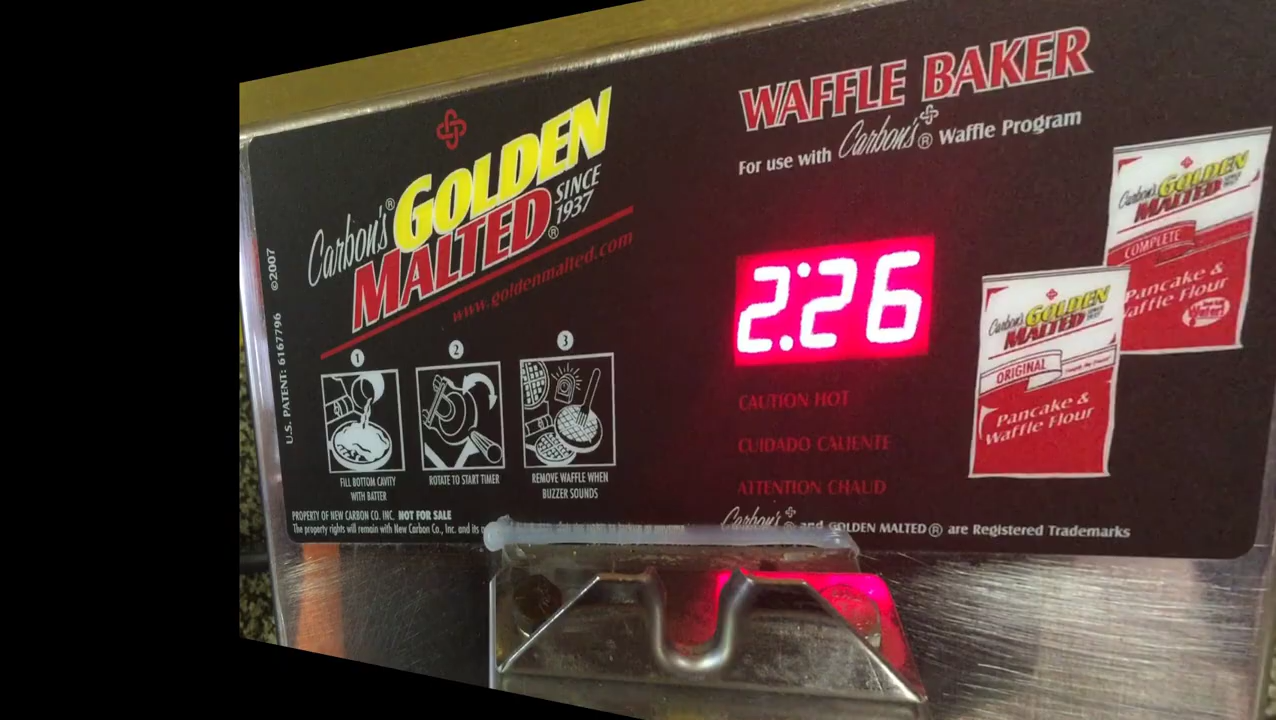 Carbon's® GOLDEN
MALTED® SINCE 1937
www.goldenmalted.com
©2007
U.S. PATENT: 6167796
1
2
3
FILL BOTTOM CAVITY
WITH BATTER
ROTATE TO START TIMER
REMOVE WAFFLE WHEN
BUZZER SOUNDS
PROPERTY OF NEW CARBON CO. INC. NOT FOR SALE
The property rights will remain with New Carbon Co., Inc and its
WAFFLE BAKER
For use with Carbon's® Waffle Program
2:26
CAUTION HOT
CUIDADO CALIENTE
ATTENTION CHAUD
Carbon's® and GOLDEN MALTED® are Registered Trademarks
Carbon's GOLDEN
MALTED
COMPLETE
Pancake &
Waffle Flour
Carbon's GOLDEN
MALTED
ORIGINAL
Pancake &
Waffle Flour